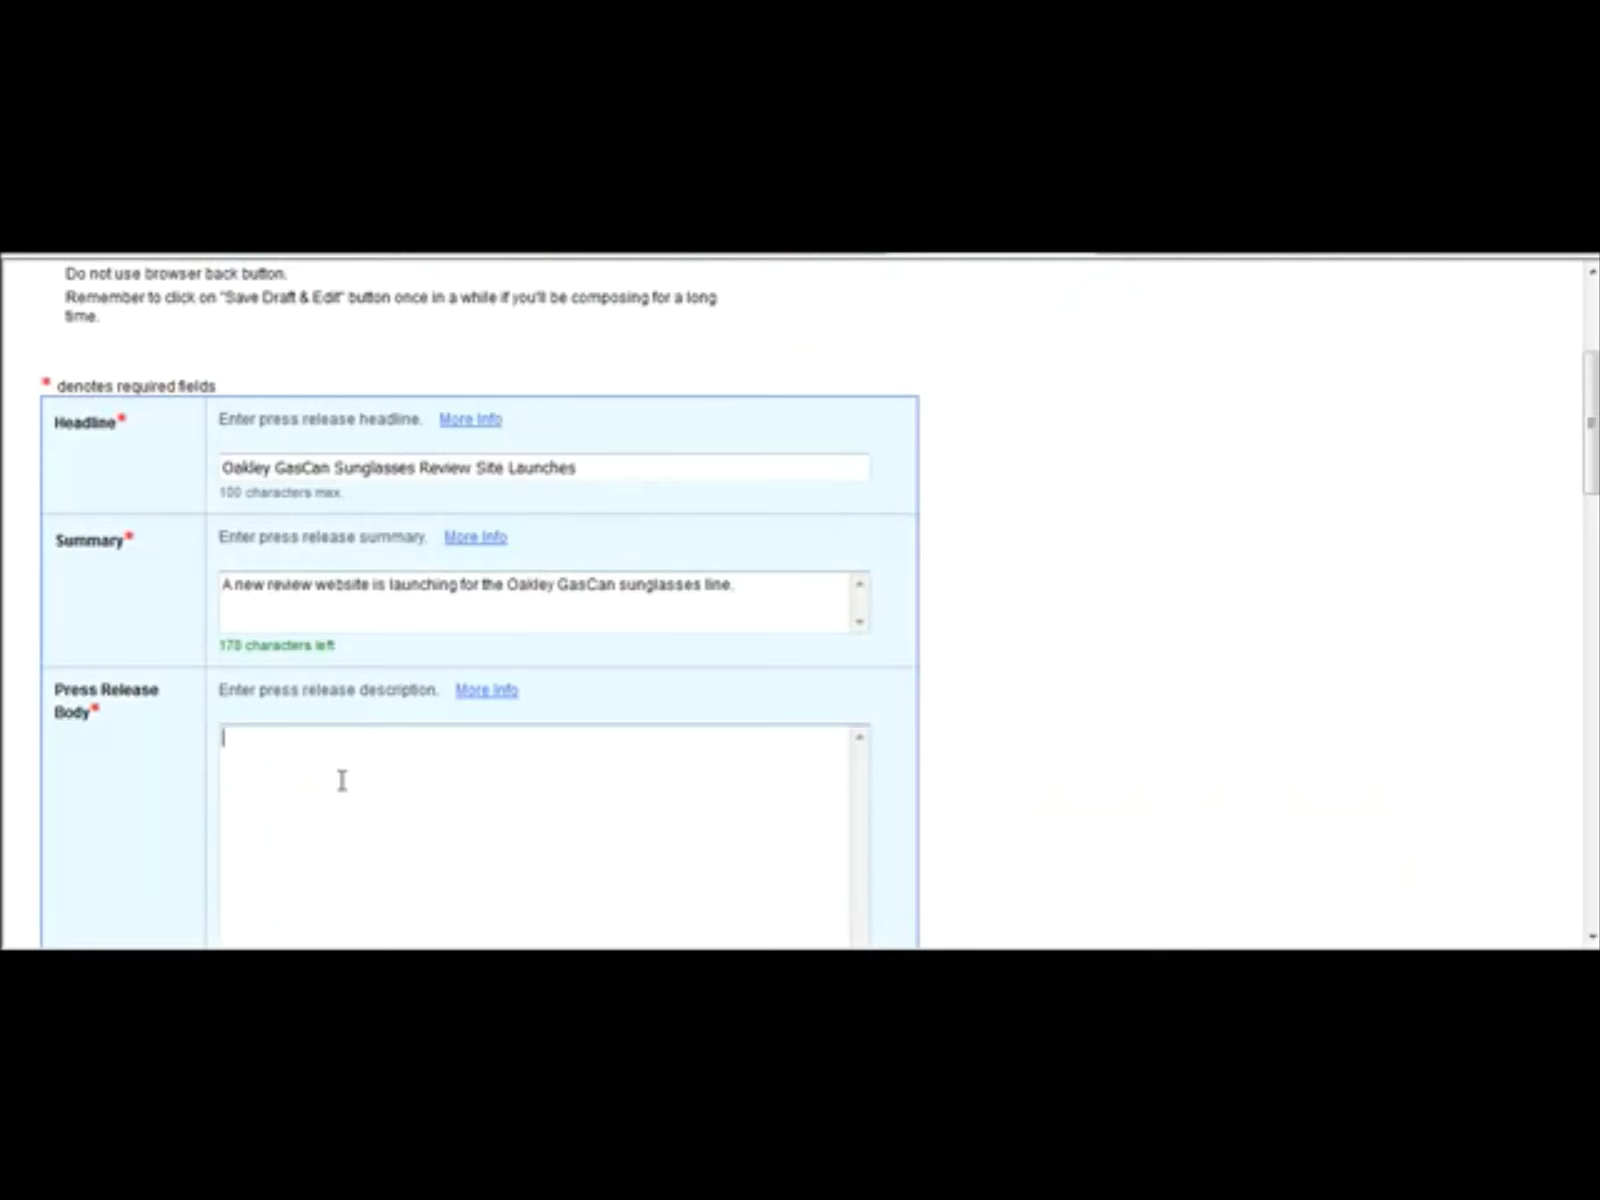 Do not use browser back button.
Remember to click on "Save Draft & Edit" button once in a while if you'll be composing for a long
time.
* denotes required fields
Headline*
Enter press release headline. More Info
Oakley GasCan Sunglasses Review Site Launches
100 characters max.
Summary*
Enter press release summary. More Info
A new review website is launching for the Oakley GasCan sunglasses line.
178 characters left
Press Release
Body*
Enter press release description. More Info